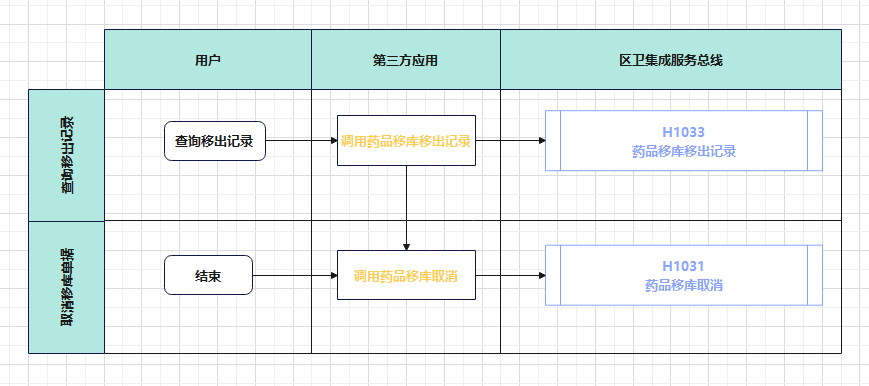 用户
第三方应用
区卫集成服务总线
查询移出记录
查询移出记录
调用药品移库移出记录
H1033
药品移库移出记录
取消移库单据
结束
调用药品移库取消
H1031
药品移库取消